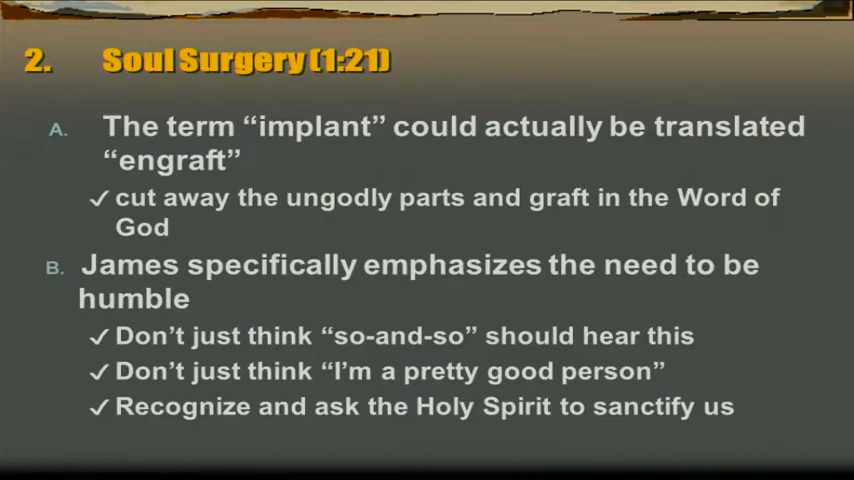 2. Soul Surgery (1:21)
A. The term “implant” could actually be translated
“engraft”
✓ cut away the ungodly parts and graft in the Word of
God
B. James specifically emphasizes the need to be
humble
✓ Don’t just think “so-and-so” should hear this
✓ Don’t just think “I’m a pretty good person”
✓ Recognize and ask the Holy Spirit to sanctify us